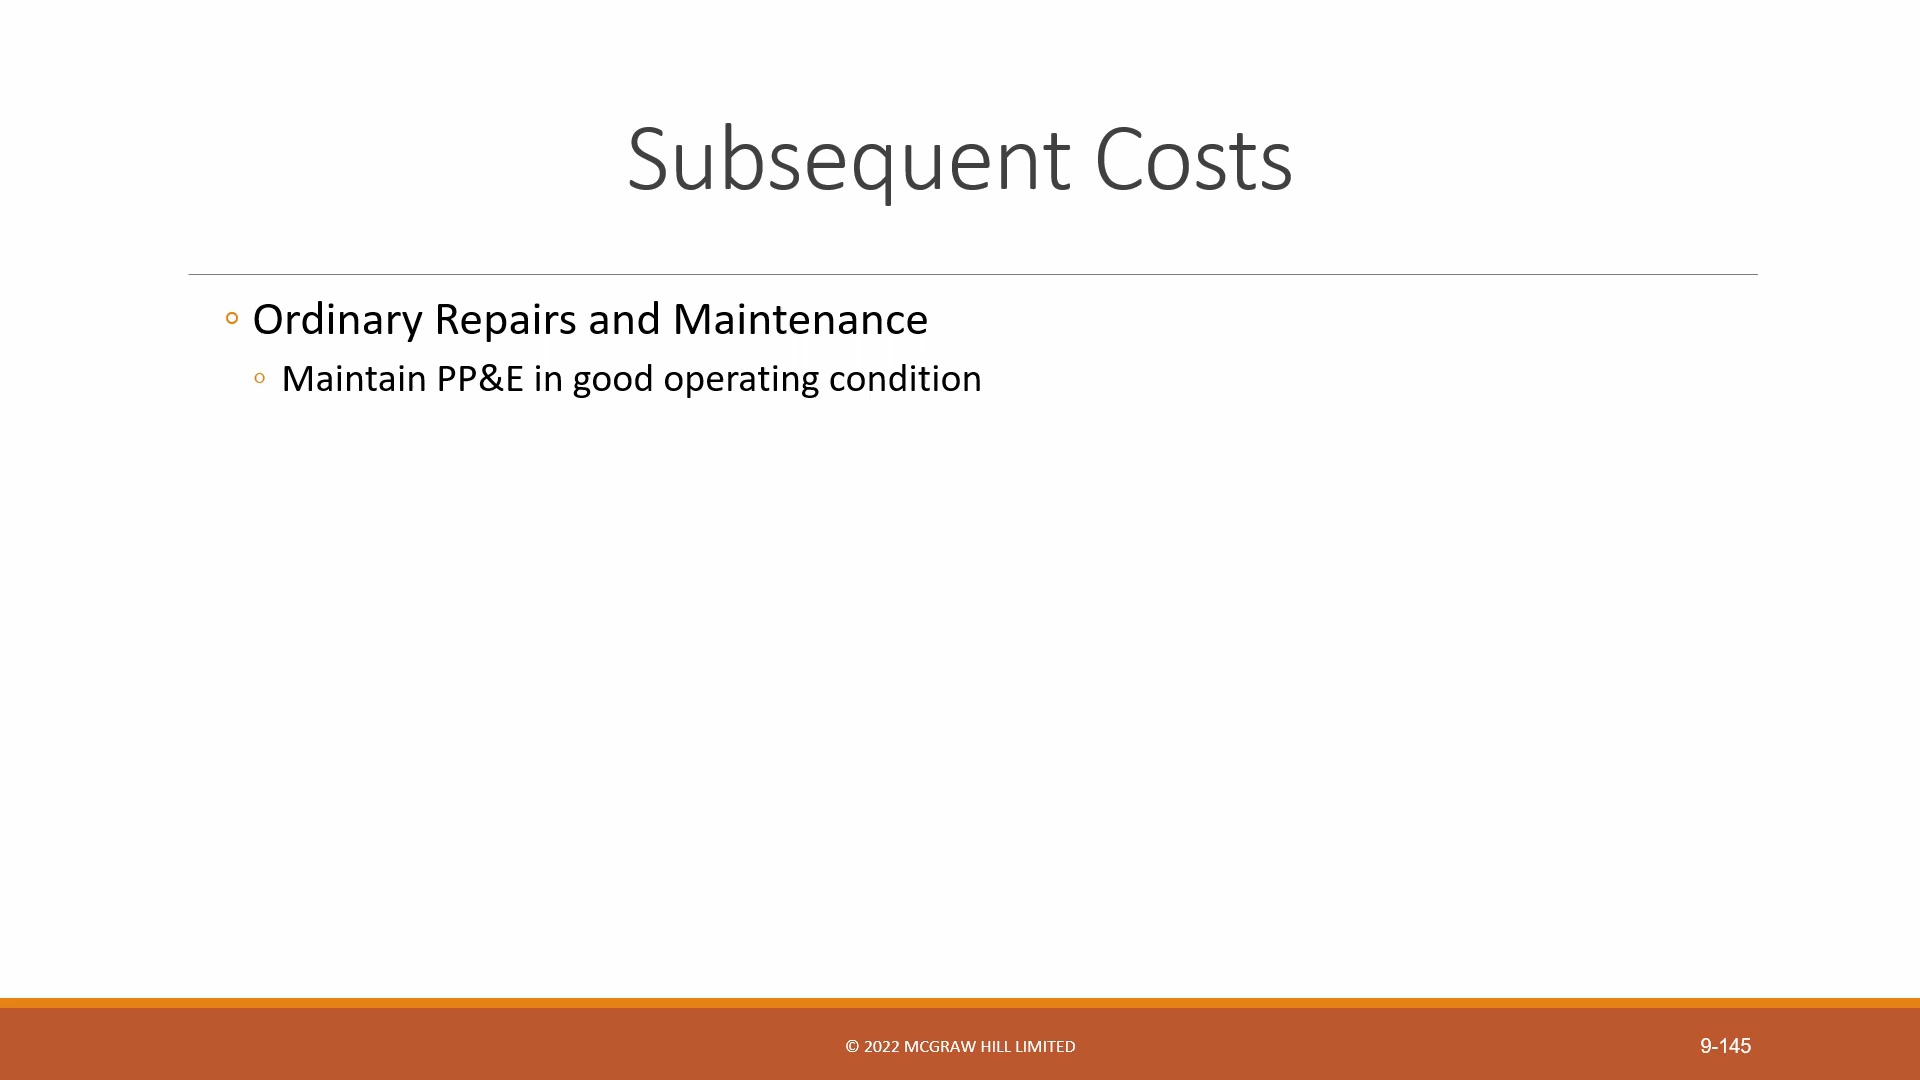 Subsequent Costs
Ordinary Repairs and Maintenance
Maintain PP&E in good operating condition
© 2022 MCGRAW HILL LIMITED
9-145